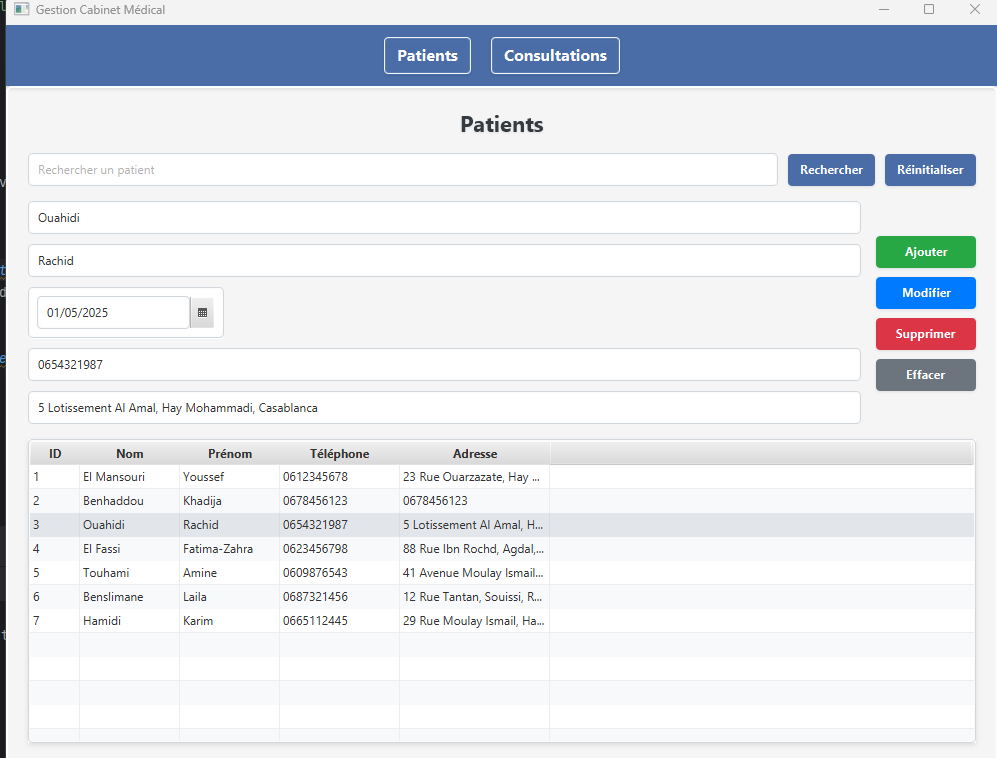 Gestion Cabinet Médical
Patients Consultations
Patients
Rechercher un patient Rechercher Réinitialiser
Ouahidi
Rachid
Ajouter
01/05/2025
Modifier
Supprimer
0654321987
Effacer
5 Lotissement Al Amal, Hay Mohammadi, Casablanca
ID Nom Prénom Téléphone Adresse
1 El Mansouri Youssef 0612345678 23 Rue Ouarzazate, Hay ...
2 Benhaddou Khadija 0678456123 0678456123
3 Ouahidi Rachid 0654321987 5 Lotissement Al Amal, H...
4 El Fassi Fatima-Zahra 0623456798 88 Rue Ibn Rochd, Agdal,...
5 Touhami Amine 0609876543 41 Avenue Moulay Ismail...
6 Benslimane Laila 0687321456 12 Rue Tantan, Souissi, R...
7 Hamidi Karim 0665112445 29 Rue Moulay Ismail, Ha...